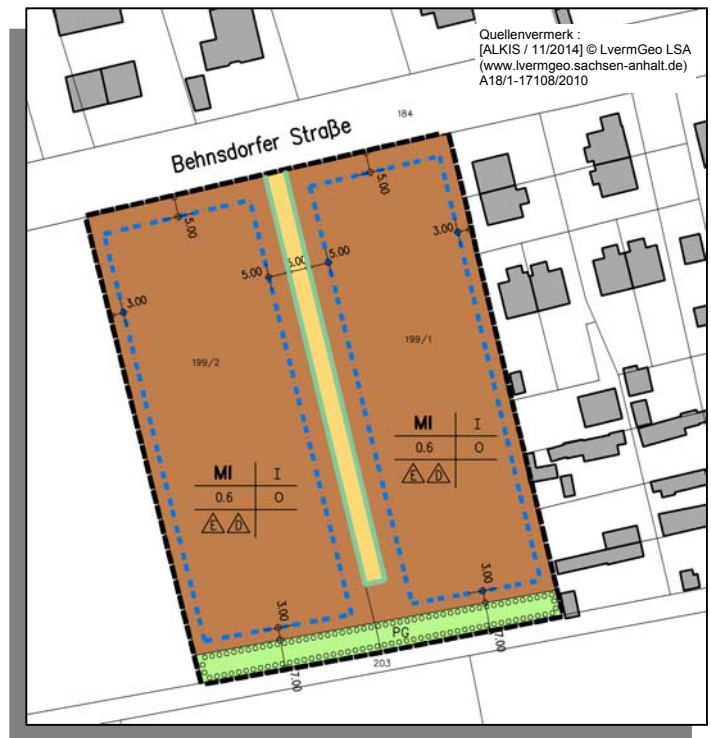 Quellenvermerk :
[ALKIS / 11/2014] © LvermGeo LSA
(www.lvermgeo.sachsen-anhalt.de)
A18/1-17108/2010
184
Behnsdorfer Straße
5.00
5.00
3.00
5.00
5.00
5.00
3.00
199/2
199/1
MI I
0.6 O
E D
MI I
0.6 O
E D
3.00
3.00
PG
7.00
7.00
203